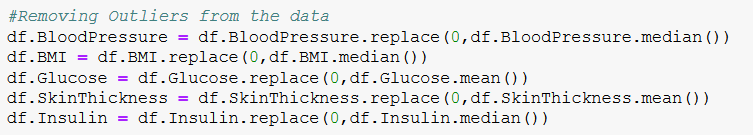 #Removing Outliers from the data
df.BloodPressure = df.BloodPressure.replace(0,df.BloodPressure.median())
df.BMI = df.BMI.replace(0,df.BMI.median())
df.Glucose = df.Glucose.replace(0,df.Glucose.mean())
df.SkinThickness = df.SkinThickness.replace(0,df.SkinThickness.mean())
df.Insulin = df.Insulin.replace(0,df.Insulin.median())